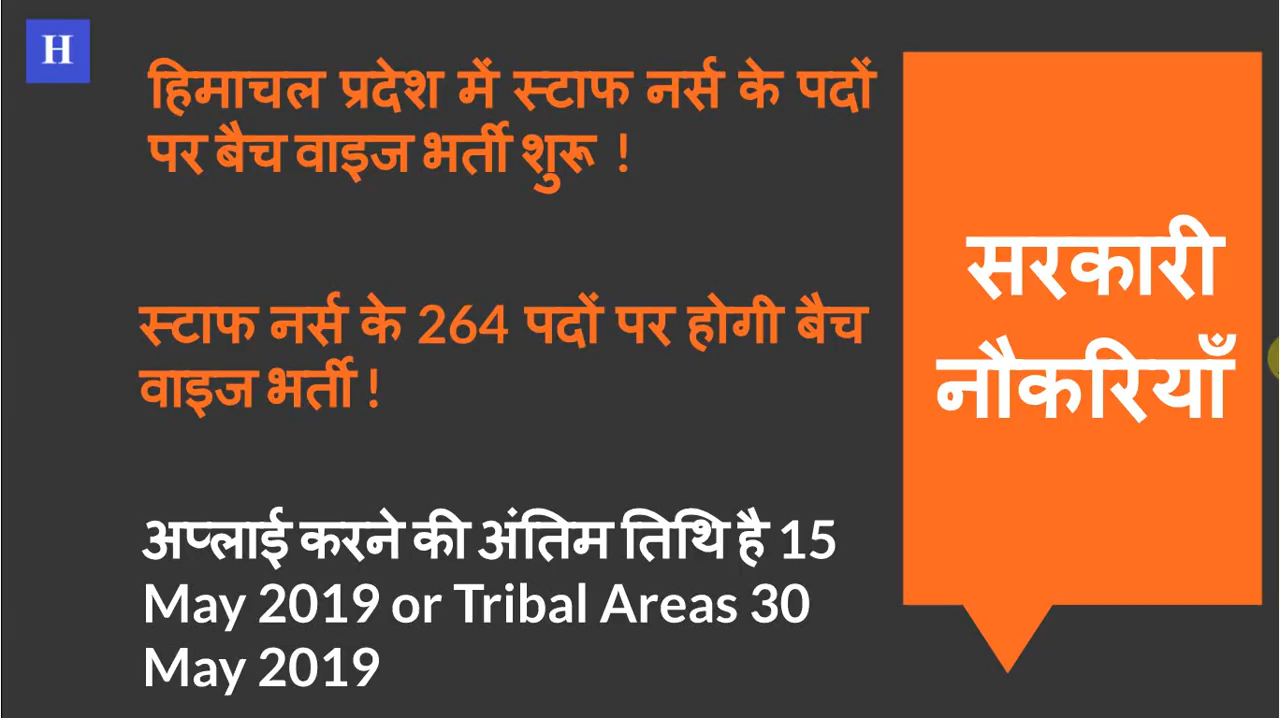 H
हिमाचल प्रदेश में स्टाफ नर्स के पदों
पर बैच वाइज भर्ती शुरू !
स्टाफ नर्स के 264 पदों पर होगी बैच
वाइज भर्ती !
अप्लाई करने की अंतिम तिथि है 15
May 2019 or Tribal Areas 30
May 2019
सरकारी
नौकरियाँ